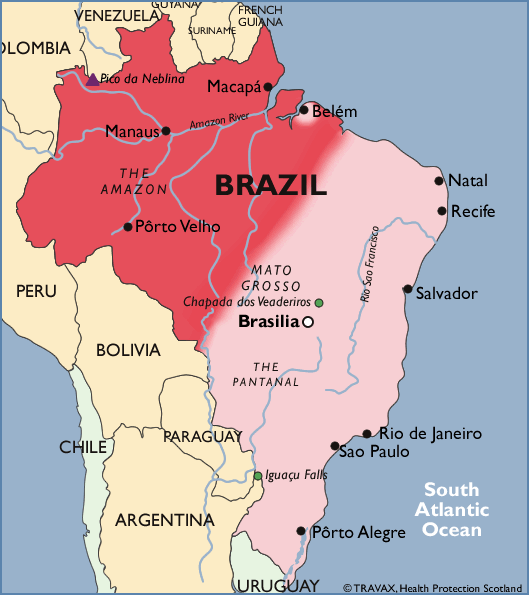 VENEZUELA
GUYANA
SURINAME
FRENCH
GUIANA
OLOMBIA
Pico da Neblina
Macapá
Belém
Amazon River
Manaus
THE
AMAZON
BRAZIL
Natal
Recife
Pôrto Velho
Rio Sao Francisco
MATO
GROSSO
Chapada dos Veaderiros
Salvador
PERU
Brasilia
BOLIVIA
THE
PANTANAL
PARAGUAY
Rio de Janeiro
Sao Paulo
CHILE
Iguaçu Falls
South
Atlantic
Ocean
ARGENTINA
Pôrto Alegre
URUGUAY
© TRAVAX, Health Protection Scotland